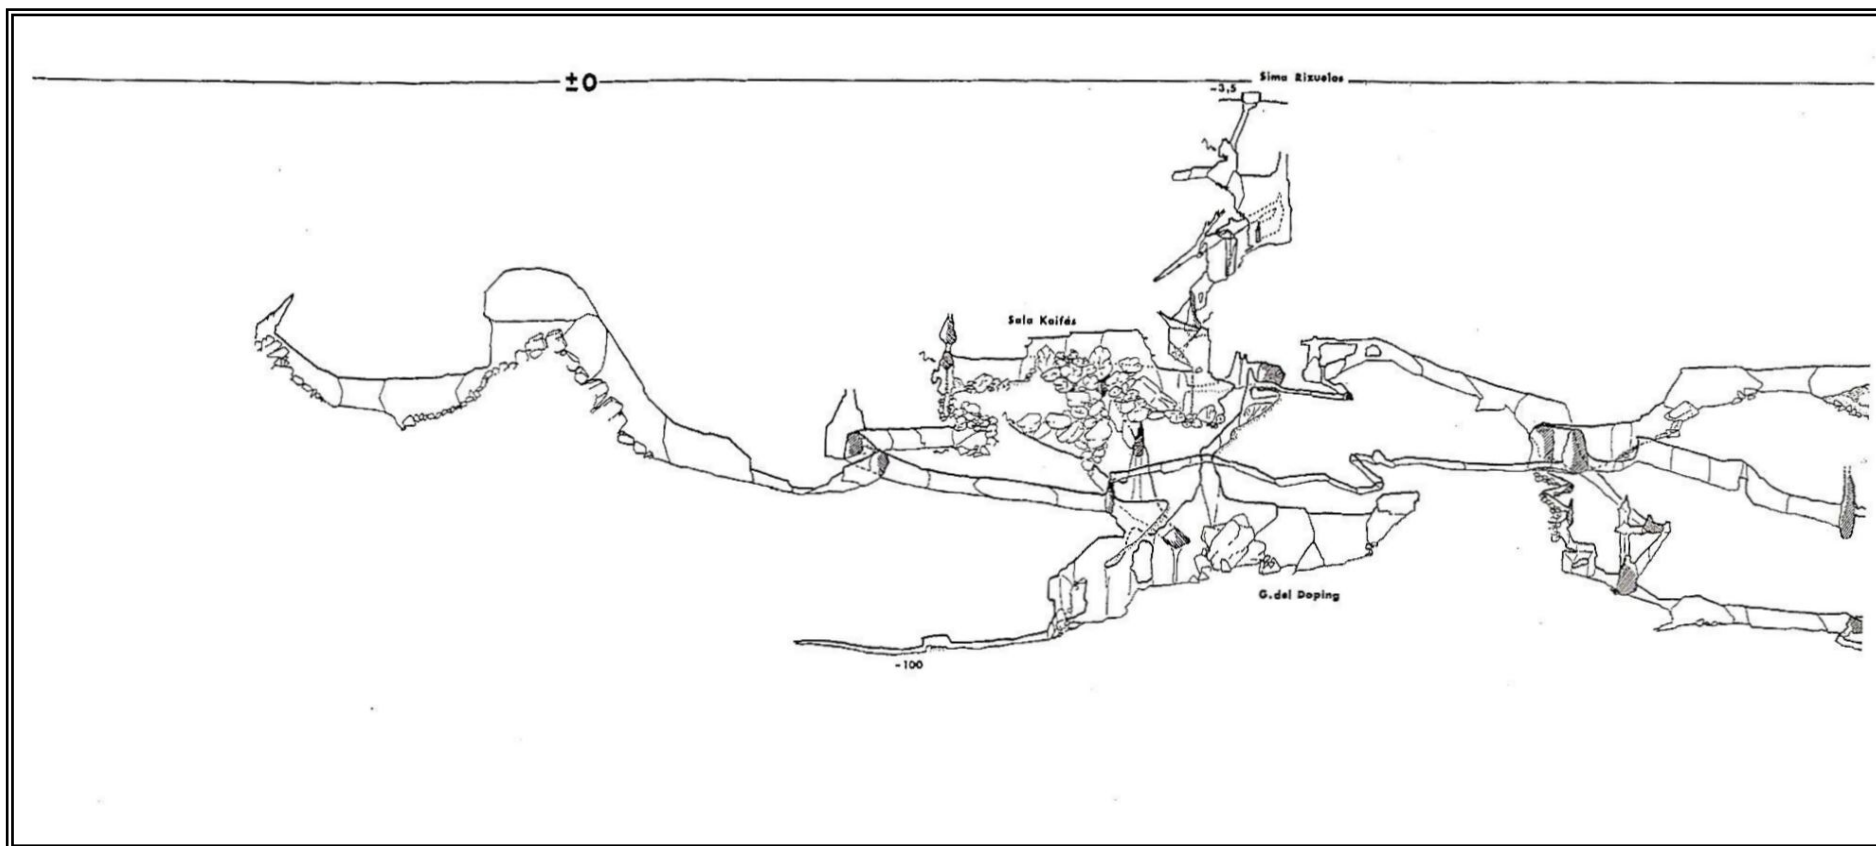 ±0
Sima Rizuelos
-3,5
Sala Kaifás
G. del Doping
-100